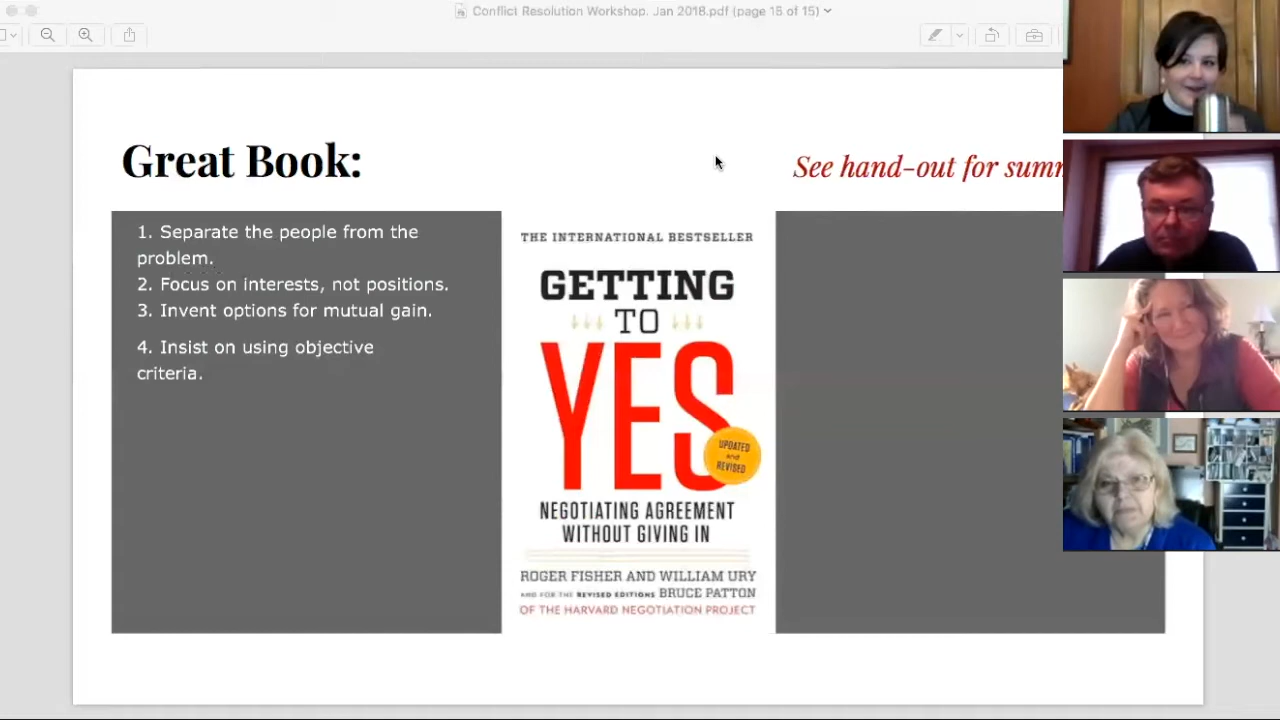 Conflict Resolution Workshop. Jan 2018.pdf (page 15 of 15)
Great Book:
See hand-out for summ
1. Separate the people from the
problem.
2. Focus on interests, not positions.
3. Invent options for mutual gain.
4. Insist on using objective
criteria.
THE INTERNATIONAL BESTSELLER
GETTING
TO
YES
UPDATED
and
REVISED
NEGOTIATING AGREEMENT
WITHOUT GIVING IN
ROGER FISHER AND WILLIAM URY
AND FOR THE REVISED EDITIONS BRUCE PATTON
OF THE HARVARD NEGOTIATION PROJECT